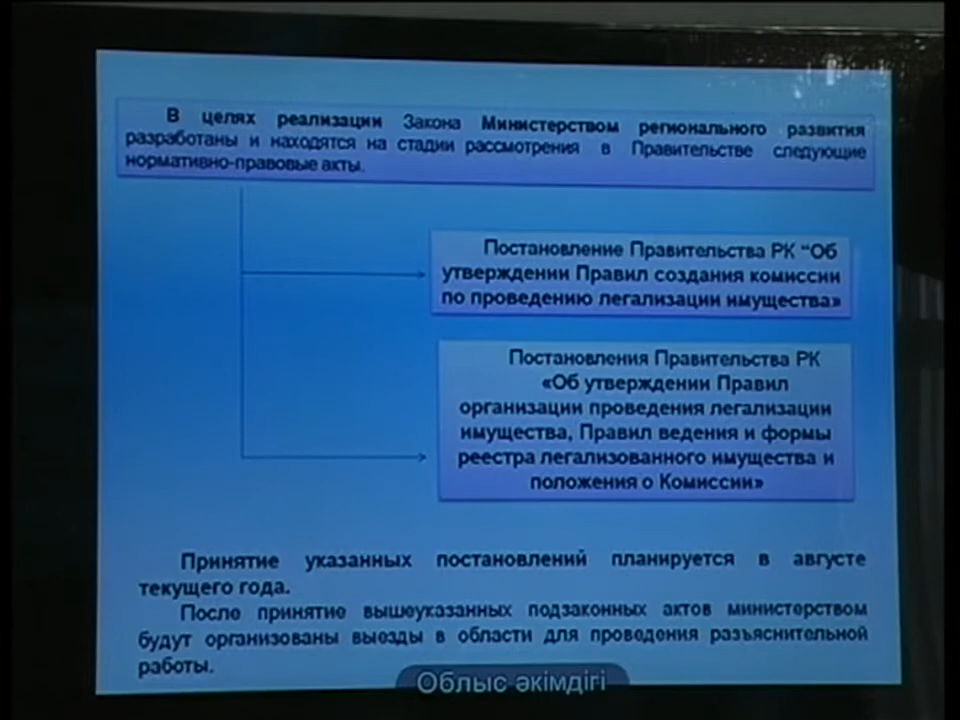 В целях реализации Закона Министерством регионального развития
разработаны и находятся на стадии рассмотрения в Правительстве следующие
нормативно-правовые акты.
Постановление Правительства РК “Об
утверждении Правил создания комиссии
по проведению легализации имущества»
Постановления Правительства РК
«Об утверждении Правил
организации проведения легализации
имущества, Правил ведения и формы
реестра легализованного имущества и
положения о Комиссии»
Принятие указанных постановлений планируется в августе
текущего года.
После принятие вышеуказанных подзаконных актов министерством
будут организованы выезды в области для проведения разъяснительной
работы.
Облыс әкімдігі